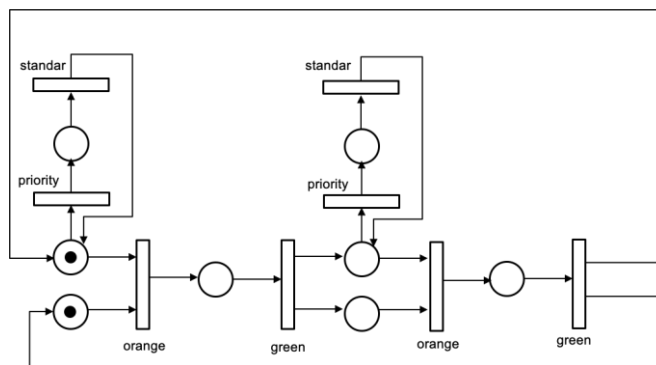 standar
standar
priority
priority
orange
green
orange
green